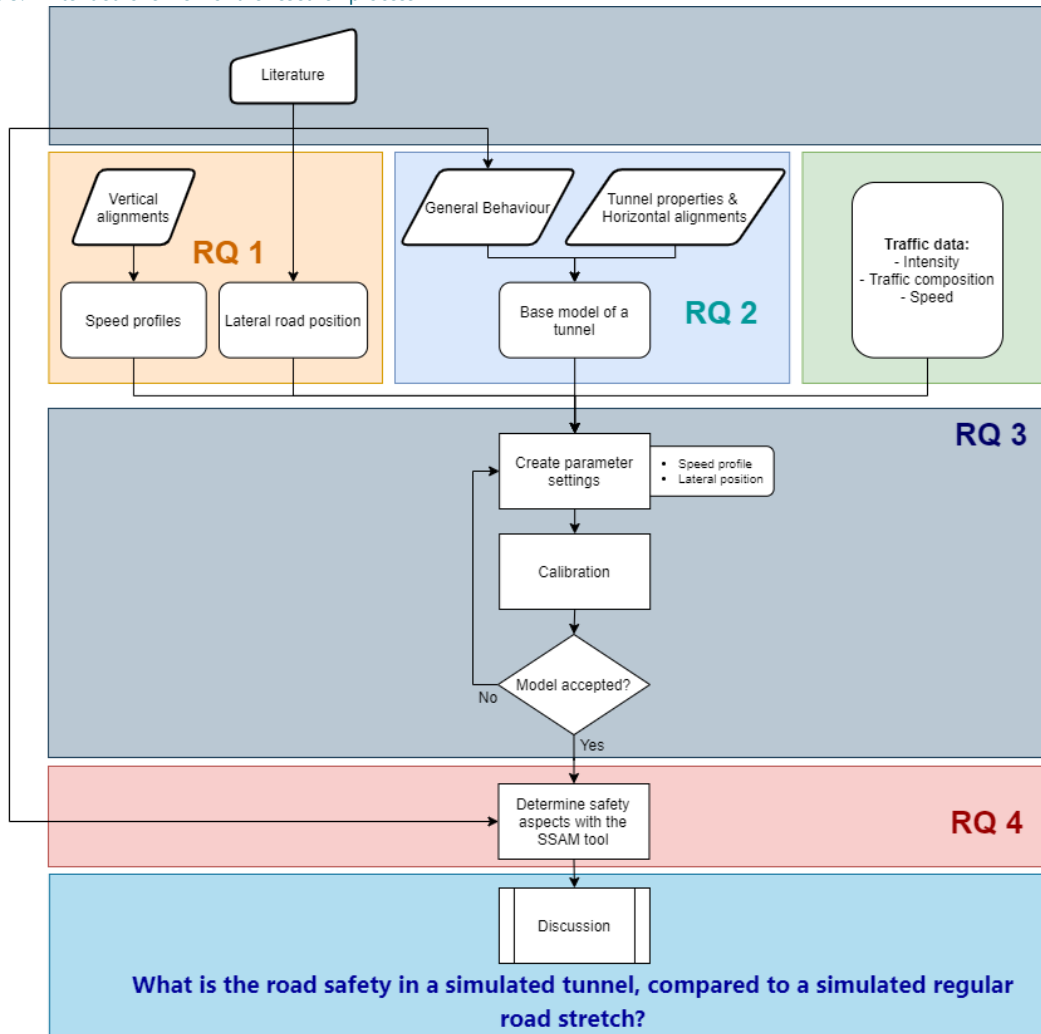 Literature
Vertical
alignments
General Behaviour
Tunnel properties &
Horizontal alignments
Traffic data:
- Intensity
- Traffic composition
- Speed
RQ 1
Speed profiles
Lateral road position
Base model of a
tunnel
RQ 2
RQ 3
Create parameter
settings
• Speed profile
• Lateral position
Calibration
Model accepted?
No
Yes
Determine safety
aspects with the
SSAM tool
RQ 4
Discussion
What is the road safety in a simulated tunnel, compared to a simulated regular
road stretch?